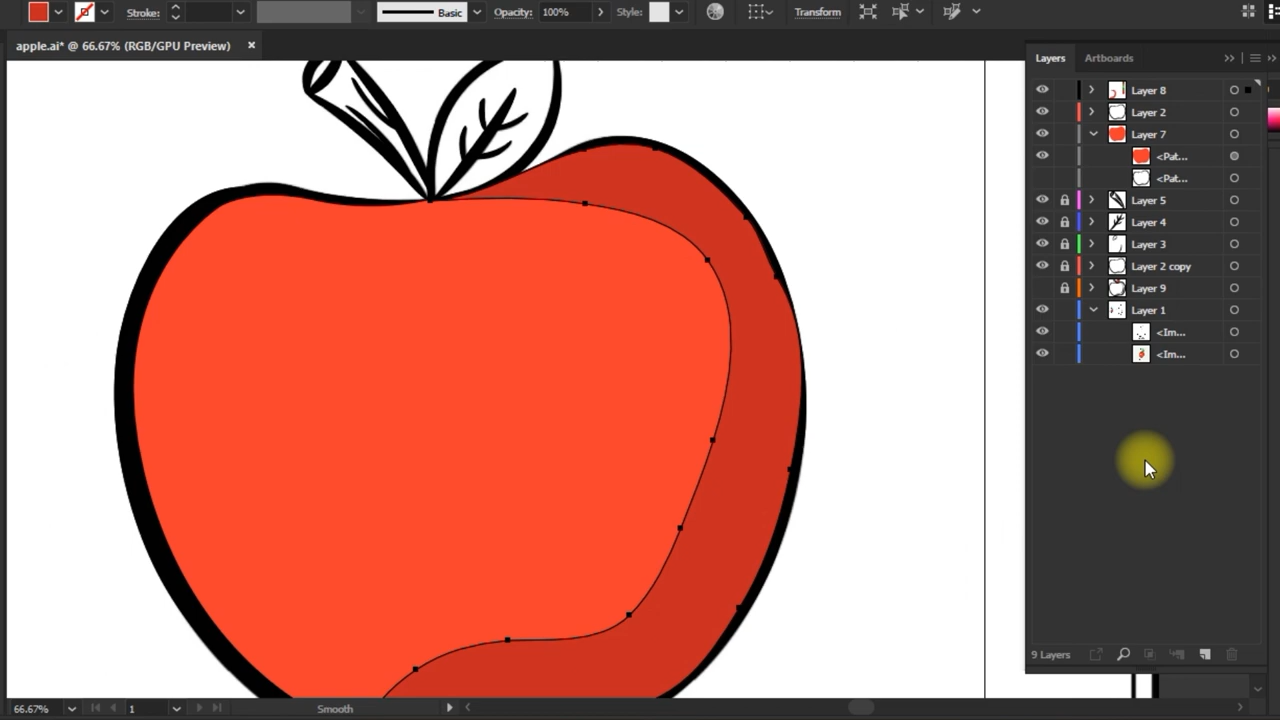 Stroke: Basic Opacity: 100% Style: Transform
apple.ai* @ 66.67% (RGB/GPU Preview) ×
Layers Artboards
Layer 8
Layer 2
Layer 7
<Pat...
<Pat...
Layer 5
Layer 4
Layer 3
Layer 2 copy
Layer 9
Layer 1
<Im...
<Im...
9 Layers
66.67% 1 Smooth